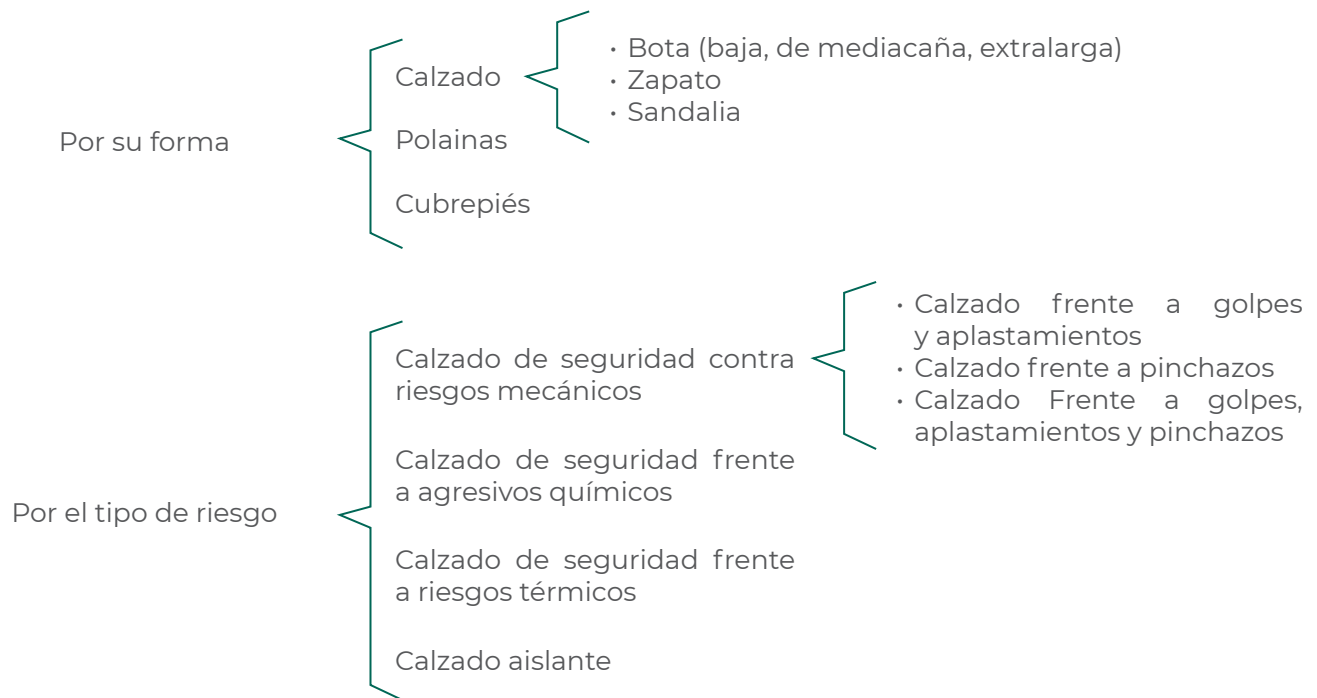 Por su forma
Calzado
• Bota (baja, de mediacaña, extralarga)
• Zapato
• Sandalia
Polainas
Cubrepiés
Por el tipo de riesgo
Calzado de seguridad contra
riesgos mecánicos
• Calzado frente a golpes
y aplastamientos
• Calzado frente a pinchazos
• Calzado Frente a golpes,
aplastamientos y pinchazos
Calzado de seguridad frente
a agresivos químicos
Calzado de seguridad frente
a riesgos térmicos
Calzado aislante